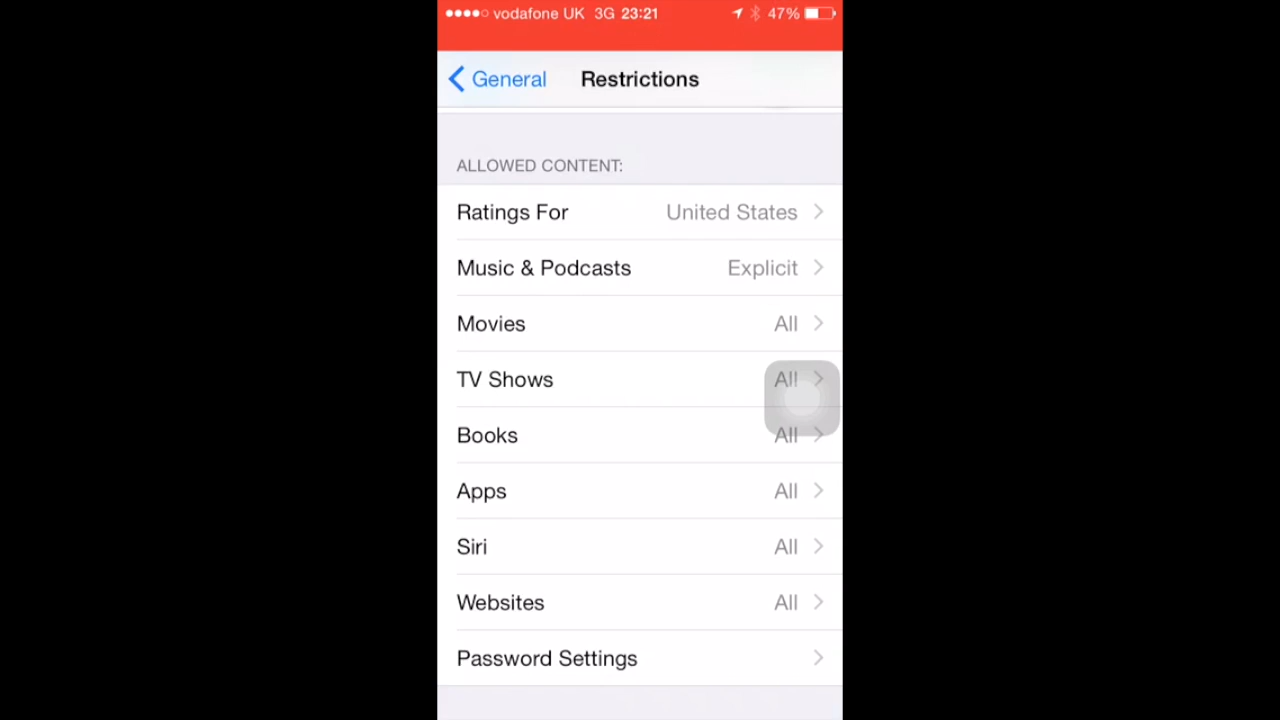 vodafone UK 3G 23:21 47%
General Restrictions
ALLOWED CONTENT:
Ratings For United States
Music & Podcasts Explicit
Movies All
TV Shows All
Books All
Apps All
Siri All
Websites All
Password Settings